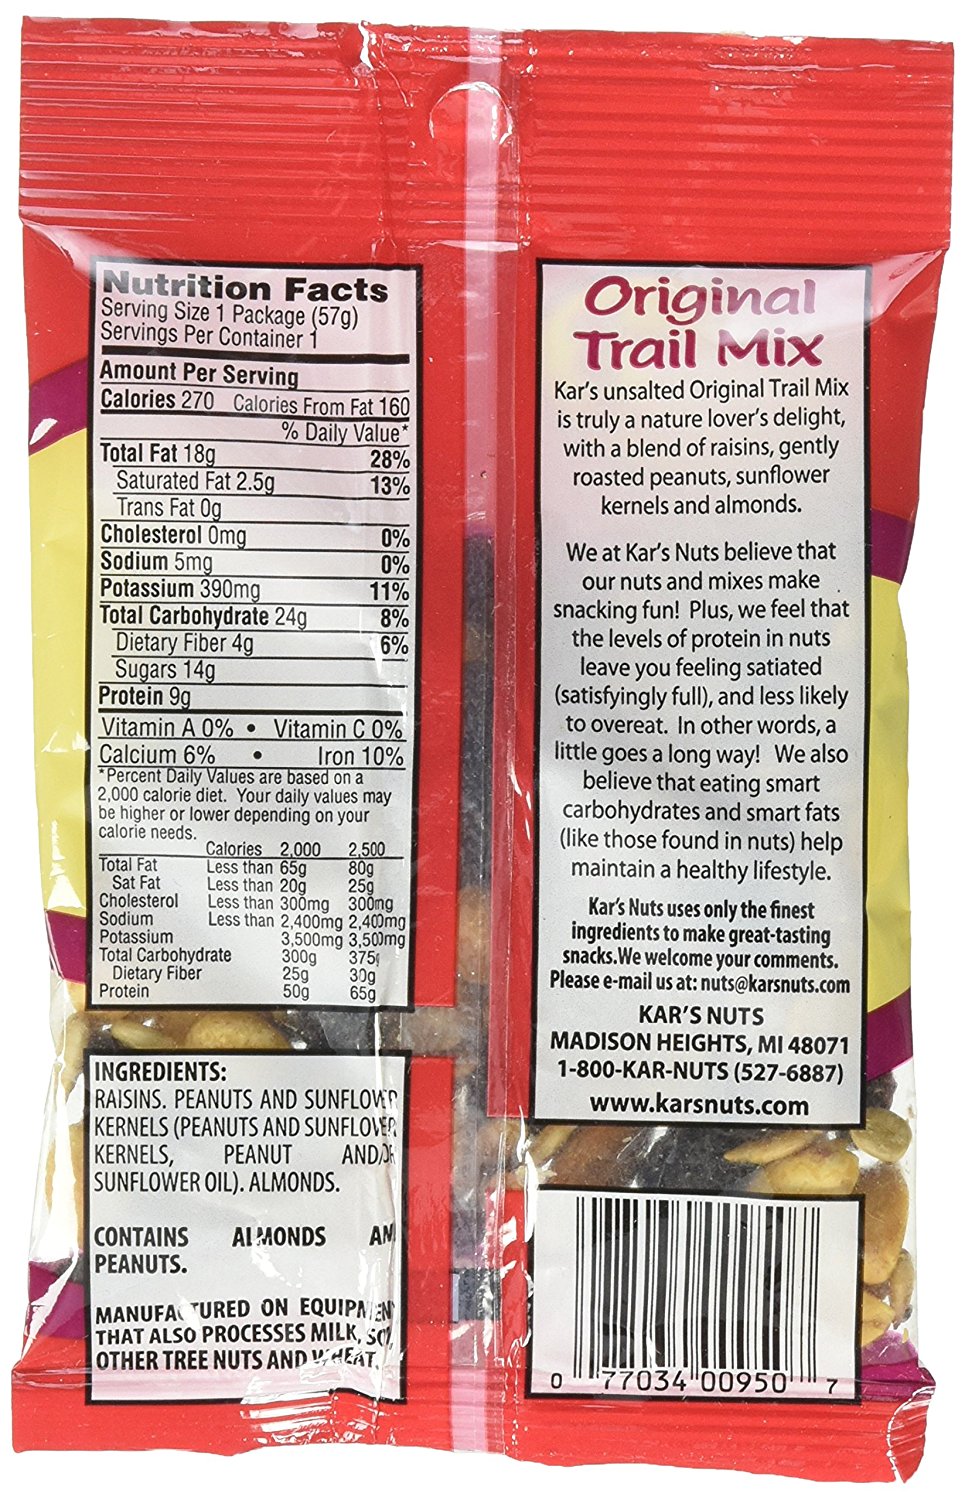 Nutrition Facts
Serving Size 1 Package (57g)
Servings Per Container 1
Amount Per Serving
Calories 270 Calories From Fat 160
% Daily Value*
Total Fat 18g 28%
Saturated Fat 2.5g 13%
Trans Fat 0g
Cholesterol 0mg 0%
Sodium 5mg 0%
Potassium 390mg 11%
Total Carbohydrate 24g 8%
Dietary Fiber 4g 6%
Sugars 14g
Protein 9g
Vitamin A 0% • Vitamin C 0%
Calcium 6% • Iron 10%
*Percent Daily Values are based on a
2,000 calorie diet. Your daily values may
be higher or lower depending on your
calorie needs.
Calories 2,000 2,500
Total Fat Less than 65g 80g
Sat Fat Less than 20g 25g
Cholesterol Less than 300mg 300mg
Sodium Less than 2,400mg 2,400mg
Potassium 3,500mg 3,500mg
Total Carbohydrate 300g 375g
Dietary Fiber 25g 30g
Protein 50g 65g
INGREDIENTS:
RAISINS. PEANUTS AND SUNFLOWER
KERNELS (PEANUTS AND SUNFLOWER
KERNELS, PEANUT AND/OR
SUNFLOWER OIL). ALMONDS.
CONTAINS ALMONDS AN
PEANUTS.
MANUFACTURED ON EQUIPMEN
THAT ALSO PROCESSES MILK,
OTHER TREE NUTS AND WHEAT.
Original
Trail Mix
Kar's unsalted Original Trail Mix
is truly a nature lover's delight,
with a blend of raisins, gently
roasted peanuts, sunflower
kernels and almonds.
We at Kar's Nuts believe that
our nuts and mixes make
snacking fun! Plus, we feel that
the levels of protein in nuts
leave you feeling satiated
(satisfyingly full), and less likely
to overeat. In other words, a
little goes a long way! We also
believe that eating smart
carbohydrates and smart fats
(like those found in nuts) help
maintain a healthy lifestyle.
Kar's Nuts uses only the finest
ingredients to make great-tasting
snacks.We welcome your comments.
Please e-mail us at: nuts@karsnuts.com
KAR'S NUTS
MADISON HEIGHTS, MI 48071
1-800-KAR-NUTS (527-6887)
www.karsnuts.com
0 77034 00950 7